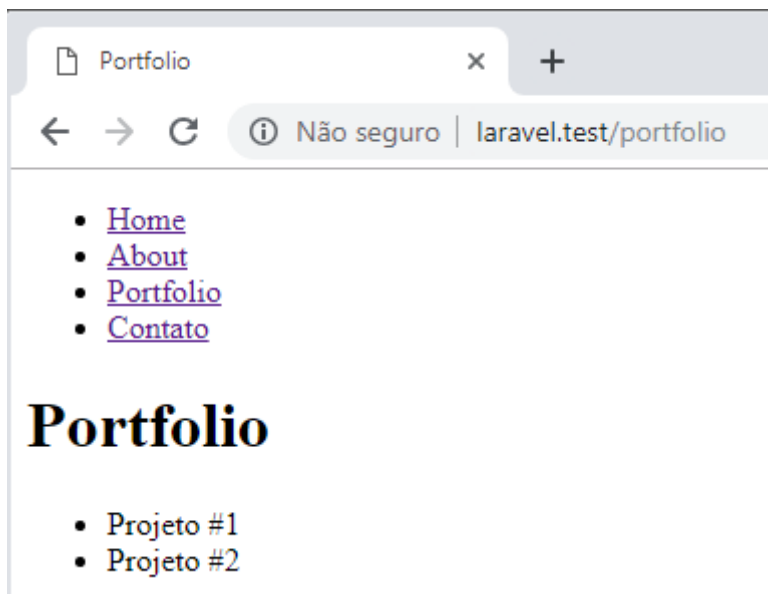 Portfolio
Não seguro | laravel.test/portfolio
Home
About
Portfolio
Contato
Portfolio
Projeto #1
Projeto #2